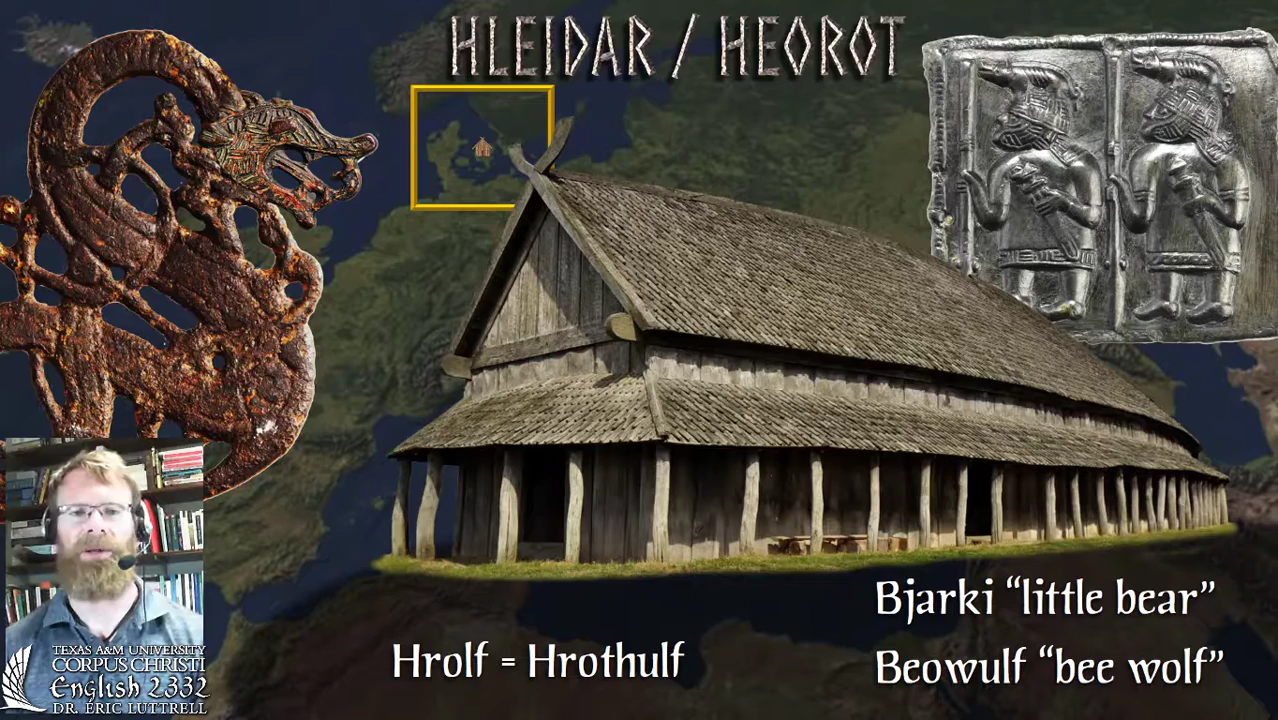 HLEIDAR / HEOROT
Bjarki “little bear”
Hrolf = Hrothulf
Beowulf “bee wolf”
TEXAS A&M UNIVERSITY
CORPUS CHRISTI
English 2332
DR. ERIC LUTTRELL